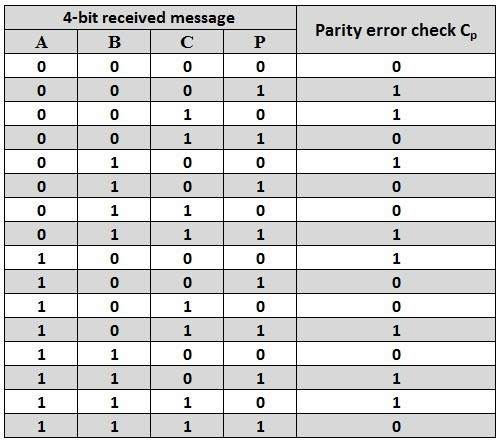 4-bit received message Parity error check Cp
A B C P
0 0 0 0 0
0 0 0 1 1
0 0 1 0 1
0 0 1 1 0
0 1 0 0 1
0 1 0 1 0
0 1 1 0 0
0 1 1 1 1
1 0 0 0 1
1 0 0 1 0
1 0 1 0 0
1 0 1 1 1
1 1 0 0 0
1 1 0 1 1
1 1 1 0 1
1 1 1 1 0